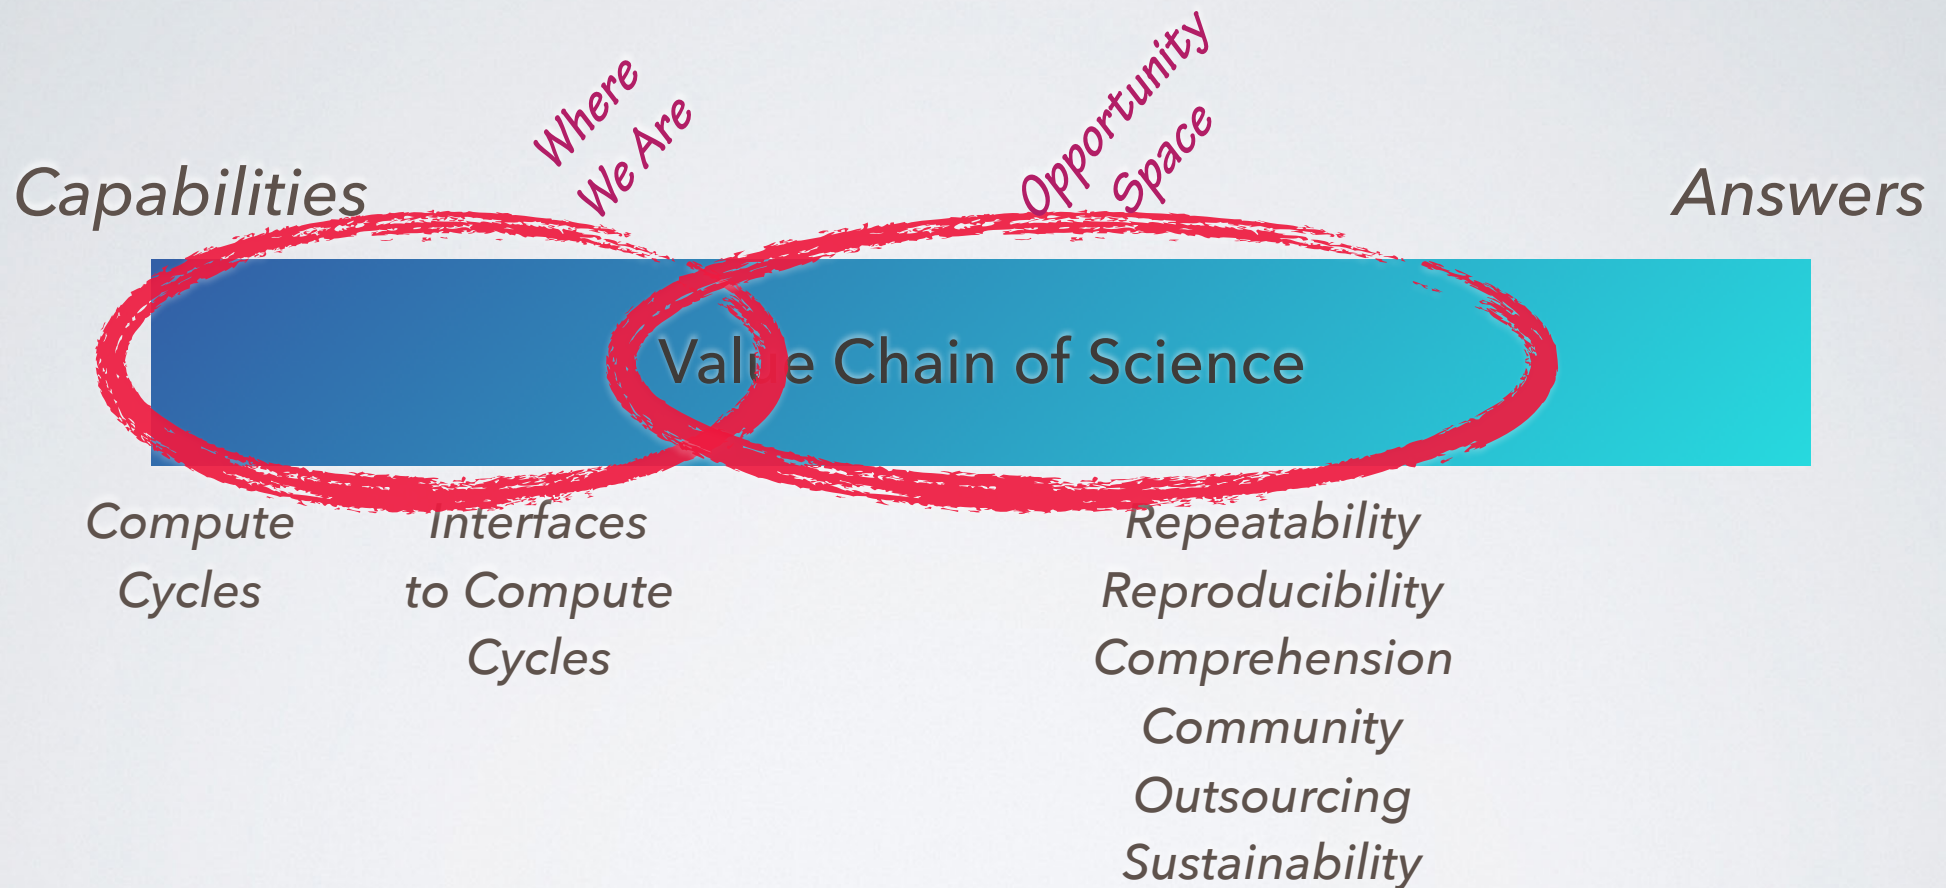 Where
We Are
Opportunity
Space
Capabilities
Answers
Value Chain of Science
Compute
Cycles
Interfaces
to Compute
Cycles
Repeatability
Reproducibility
Comprehension
Community
Outsourcing
Sustainability